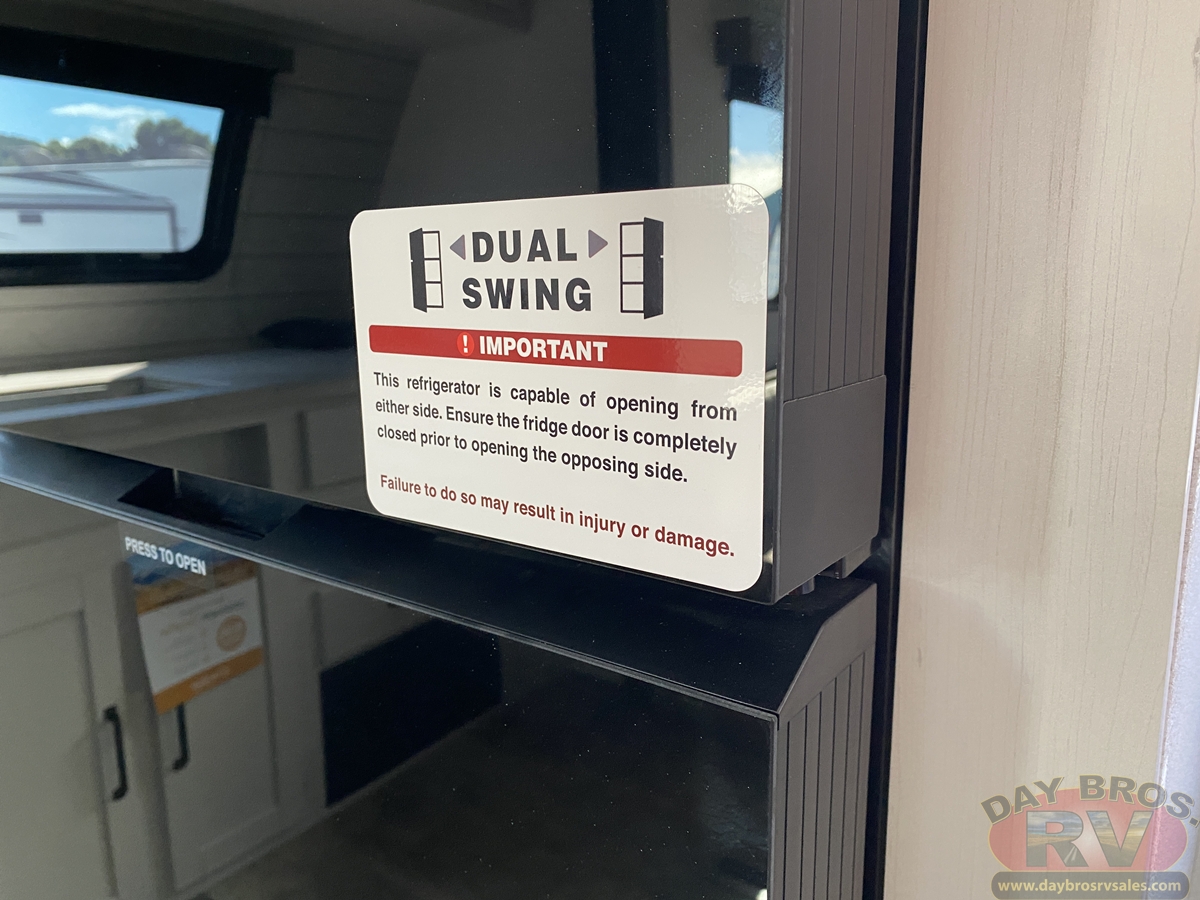 DUAL
SWING
! IMPORTANT
This refrigerator is capable of opening from
either side. Ensure the fridge door is completely
closed prior to opening the opposing side.
Failure to do so may result in injury or damage.
PRESS TO OPEN
DAY BROS.
RV
www.daybrosrvsales.com